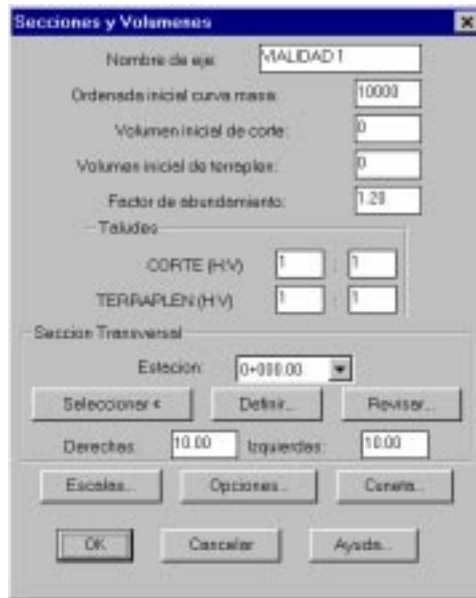 Secciones y Volumenes
Nombre de eje: VIALIDAD 1
Ordenada inicial curva masa: 10000
Volumen inicial de corte: 0
Volumen inicial de terraplen: 0
Factor de abundamiento: 1.20
Taludes
CORTE (H:V) 1 : 1
TERRAPLEN (H:V) 1 : 1
Seccion Transversal
Estacion: 0+000.00
Seleccionar < Definir... Revisar...
Derechas: 10.00 Izquierdas: 10.00
Escalas... Opciones... Cuneta...
OK Cancelar Ayuda...